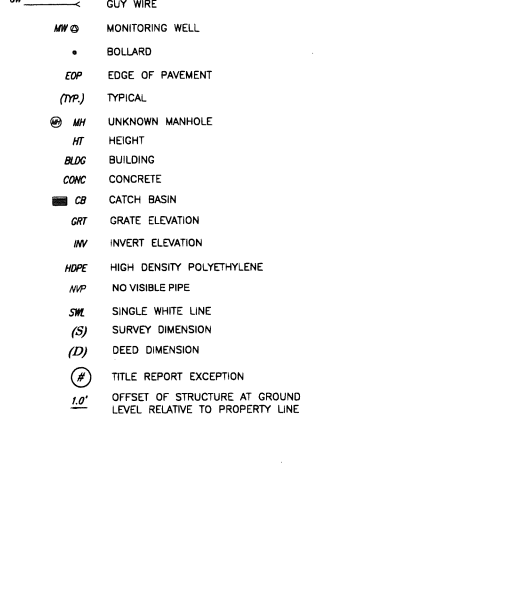 GUY WIRE
MW MONITORING WELL
BOLLARD
EOP EDGE OF PAVEMENT
(TYP.) TYPICAL
MH MH UNKNOWN MANHOLE
HT HEIGHT
BLDG BUILDING
CONC CONCRETE
CB CATCH BASIN
GRT GRATE ELEVATION
INV INVERT ELEVATION
HDPE HIGH DENSITY POLYETHYLENE
NVP NO VISIBLE PIPE
SWL SINGLE WHITE LINE
(S) SURVEY DIMENSION
(D) DEED DIMENSION
# TITLE REPORT EXCEPTION
1.0' OFFSET OF STRUCTURE AT GROUND
LEVEL RELATIVE TO PROPERTY LINE